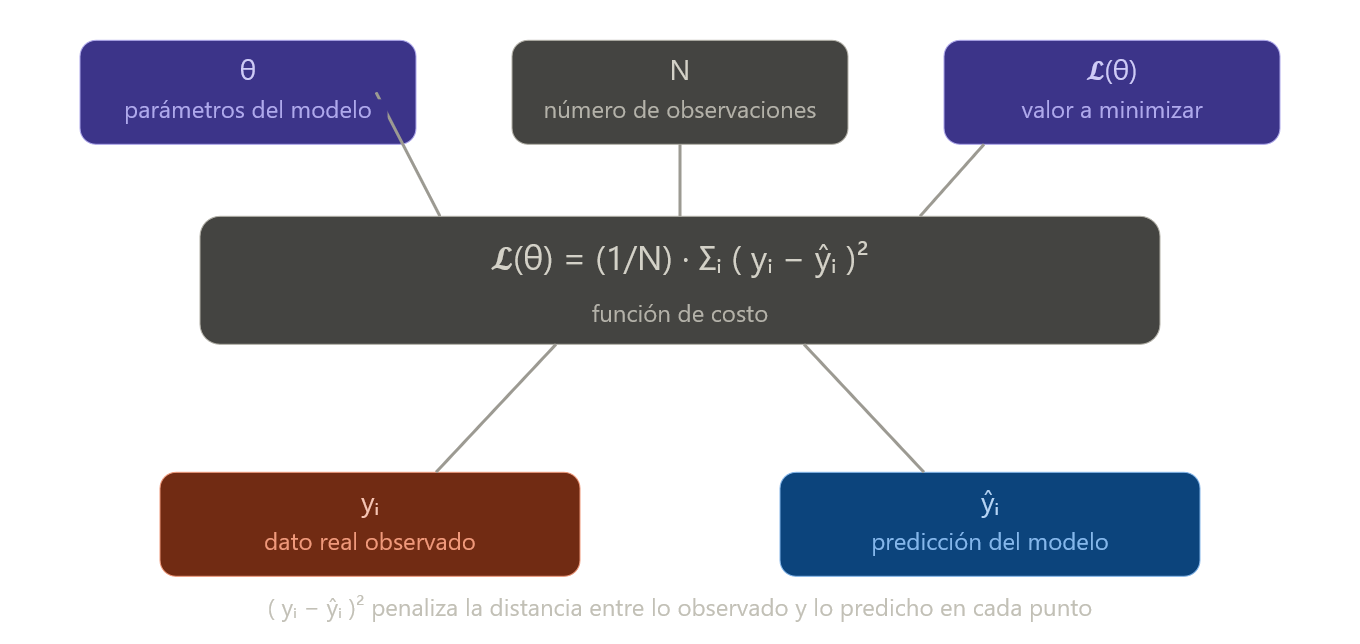 θ
parámetros del modelo
N
número de observaciones
𝓛(θ)
valor a minimizar
𝓛(θ) = (1/N) · Σᵢ ( yᵢ − ŷᵢ )²
función de costo
yᵢ
dato real observado
ŷᵢ
predicción del modelo
( yᵢ − ŷᵢ )² penaliza la distancia entre lo observado y lo predicho en cada punto